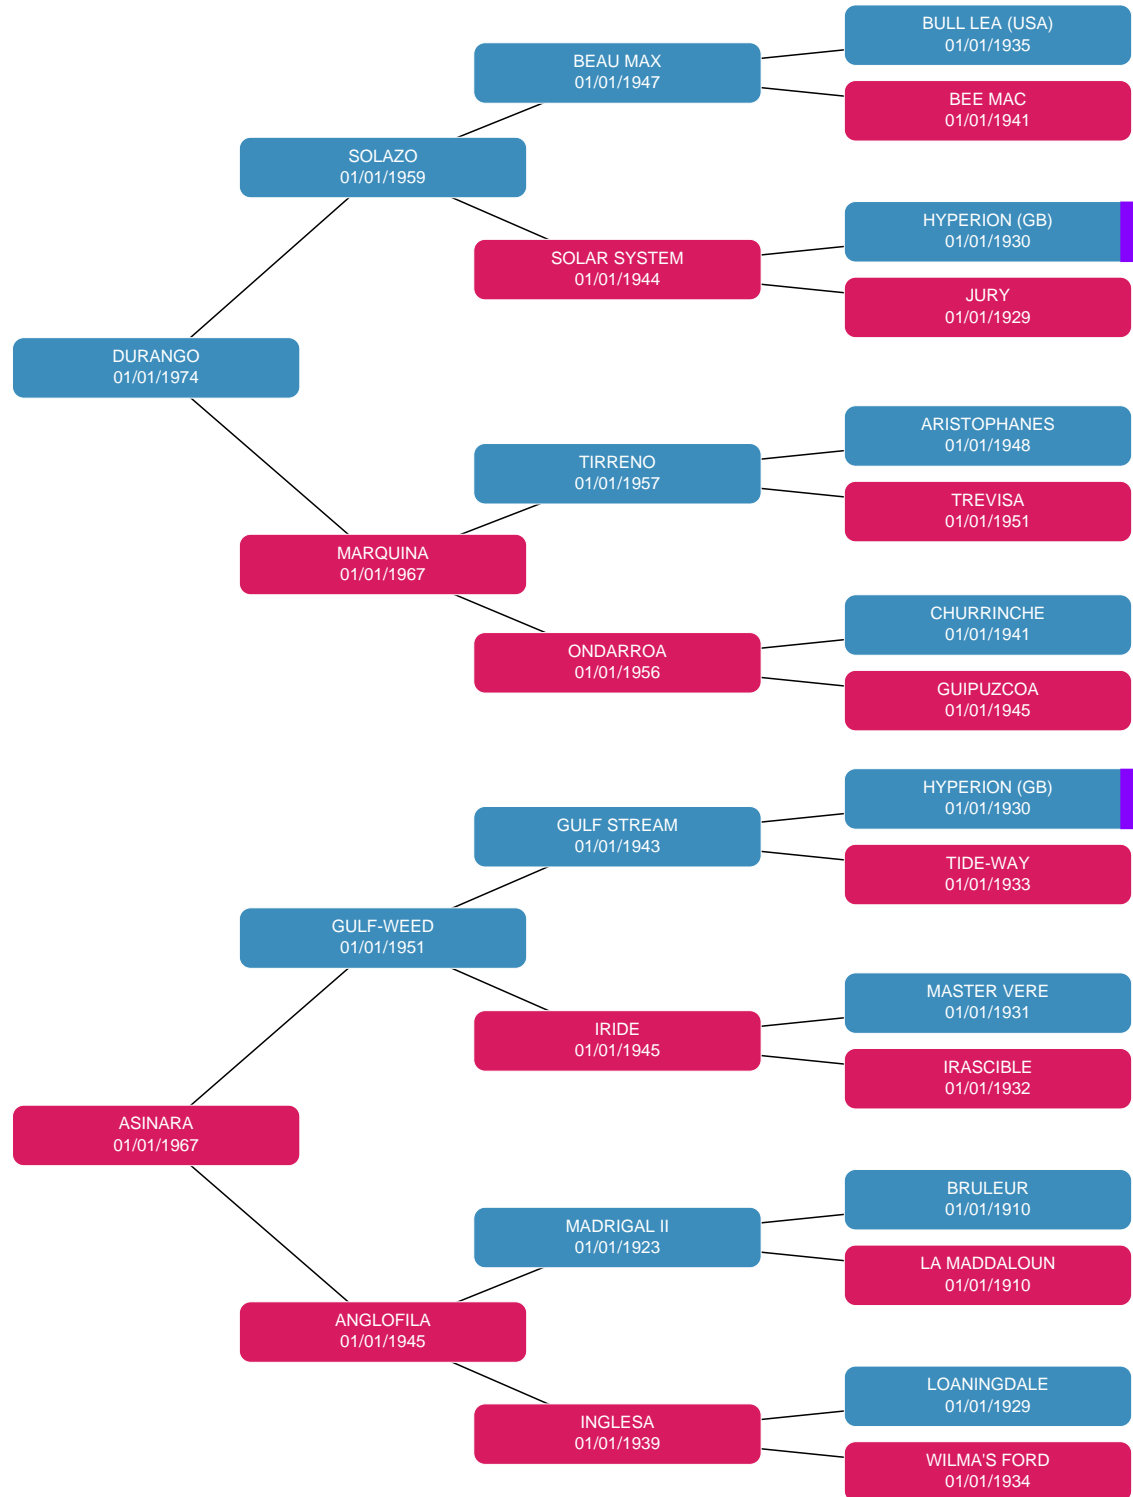 BULL LEA (USA)
01/01/1935
BEAU MAX
01/01/1947
BEE MAC
01/01/1941
SOLAZO
01/01/1959
HYPERION (GB)
01/01/1930
SOLAR SYSTEM
01/01/1944
JURY
01/01/1929
DURANGO
01/01/1974
ARISTOPHANES
01/01/1948
TIRRENO
01/01/1957
TREVISA
01/01/1951
MARQUINA
01/01/1967
CHURRINCHE
01/01/1941
ONDARROA
01/01/1956
GUIPUZCOA
01/01/1945
HYPERION (GB)
01/01/1930
GULF STREAM
01/01/1943
TIDE-WAY
01/01/1933
GULF-WEED
01/01/1951
MASTER VERE
01/01/1931
IRIDE
01/01/1945
IRASCIBLE
01/01/1932
ASINARA
01/01/1967
BRULEUR
01/01/1910
MADRIGAL II
01/01/1923
LA MADDALOUN
01/01/1910
ANGLOFILA
01/01/1945
LOANINGDALE
01/01/1929
INGLESA
01/01/1939
WILMA'S FORD
01/01/1934